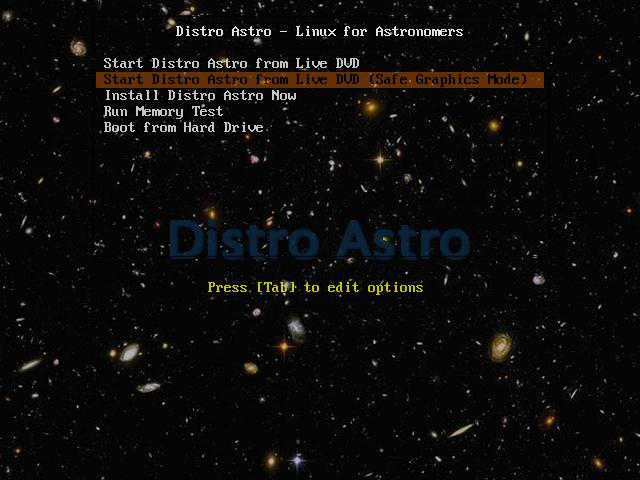 Distro Astro - Linux for Astronomers
Start Distro Astro from Live DVD
Start Distro Astro from Live DVD (Safe Graphics Mode)
Install Distro Astro Now
Run Memory Test
Boot from Hard Drive
Distro Astro
Press [Tab] to edit options